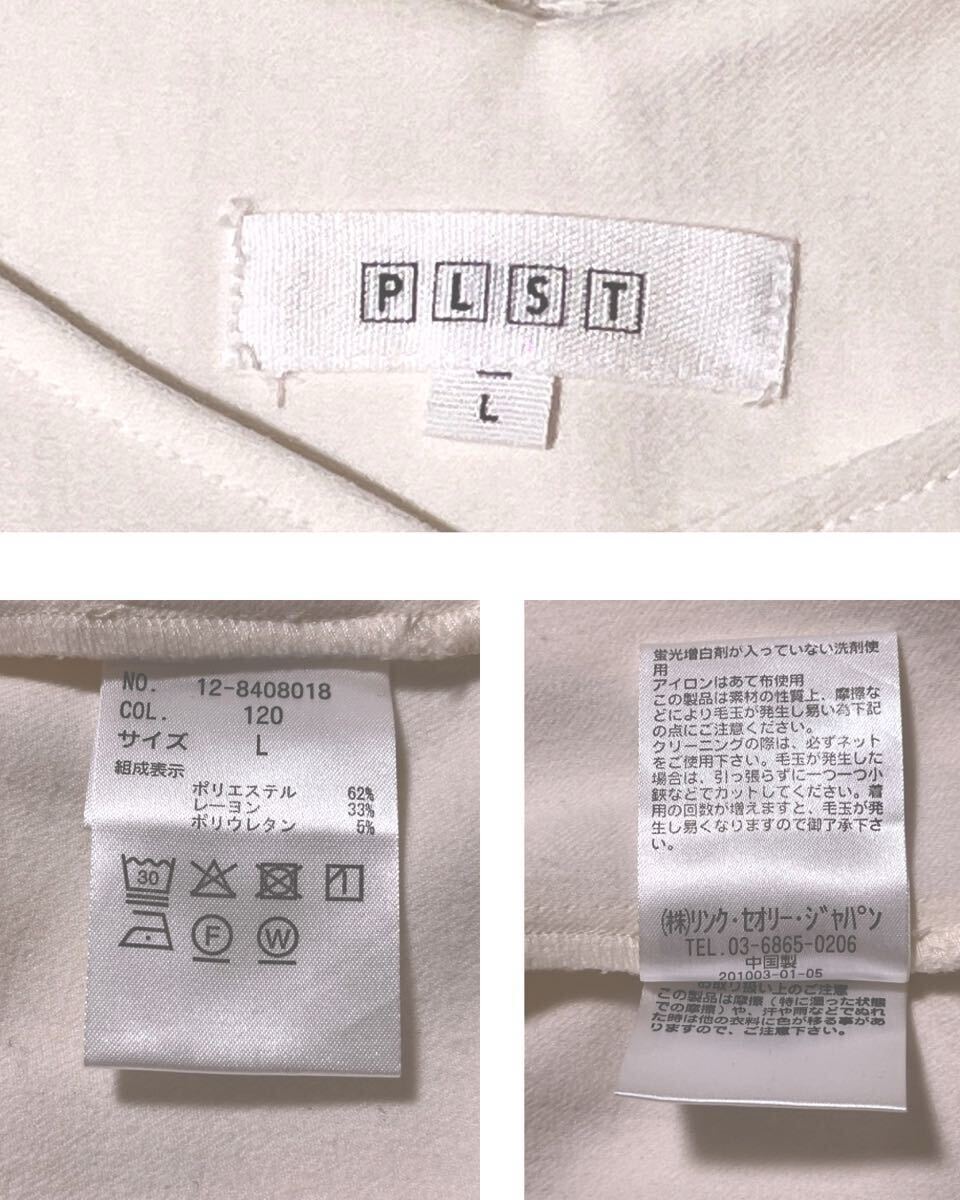 PLST
L
NO. 12-8408018
COL. 120
サイズ L
組成表示
ポリエステル 62%
レーヨン 33%
ポリウレタン 5%
30
F W
蛍光増白剤が入っていない洗剤使
用
アイロンはあて布使用
この製品は素材の性質上、摩擦な
どにより毛玉が発生し易い為下記
の点にご注意ください。
クリーニングの際は、必ずネット
をご使用下さい。毛玉が発生した
場合は、引っ張らずに一つ一つ小
鋏などでカットしてください。着
用の回数が増えますと、毛玉が発
生し易くなりますので御了承下さ
い。
(株)リンク・セオリー・ジャパン
TEL.03-6865-0206
中国製
201003-01-05
お取り扱い上のご注意
この製品は摩擦(特に湿った状態
での摩擦)や、汗や雨などでぬれ
た時は他の衣料に色が移る事があ
りますので、ご注意下さい。